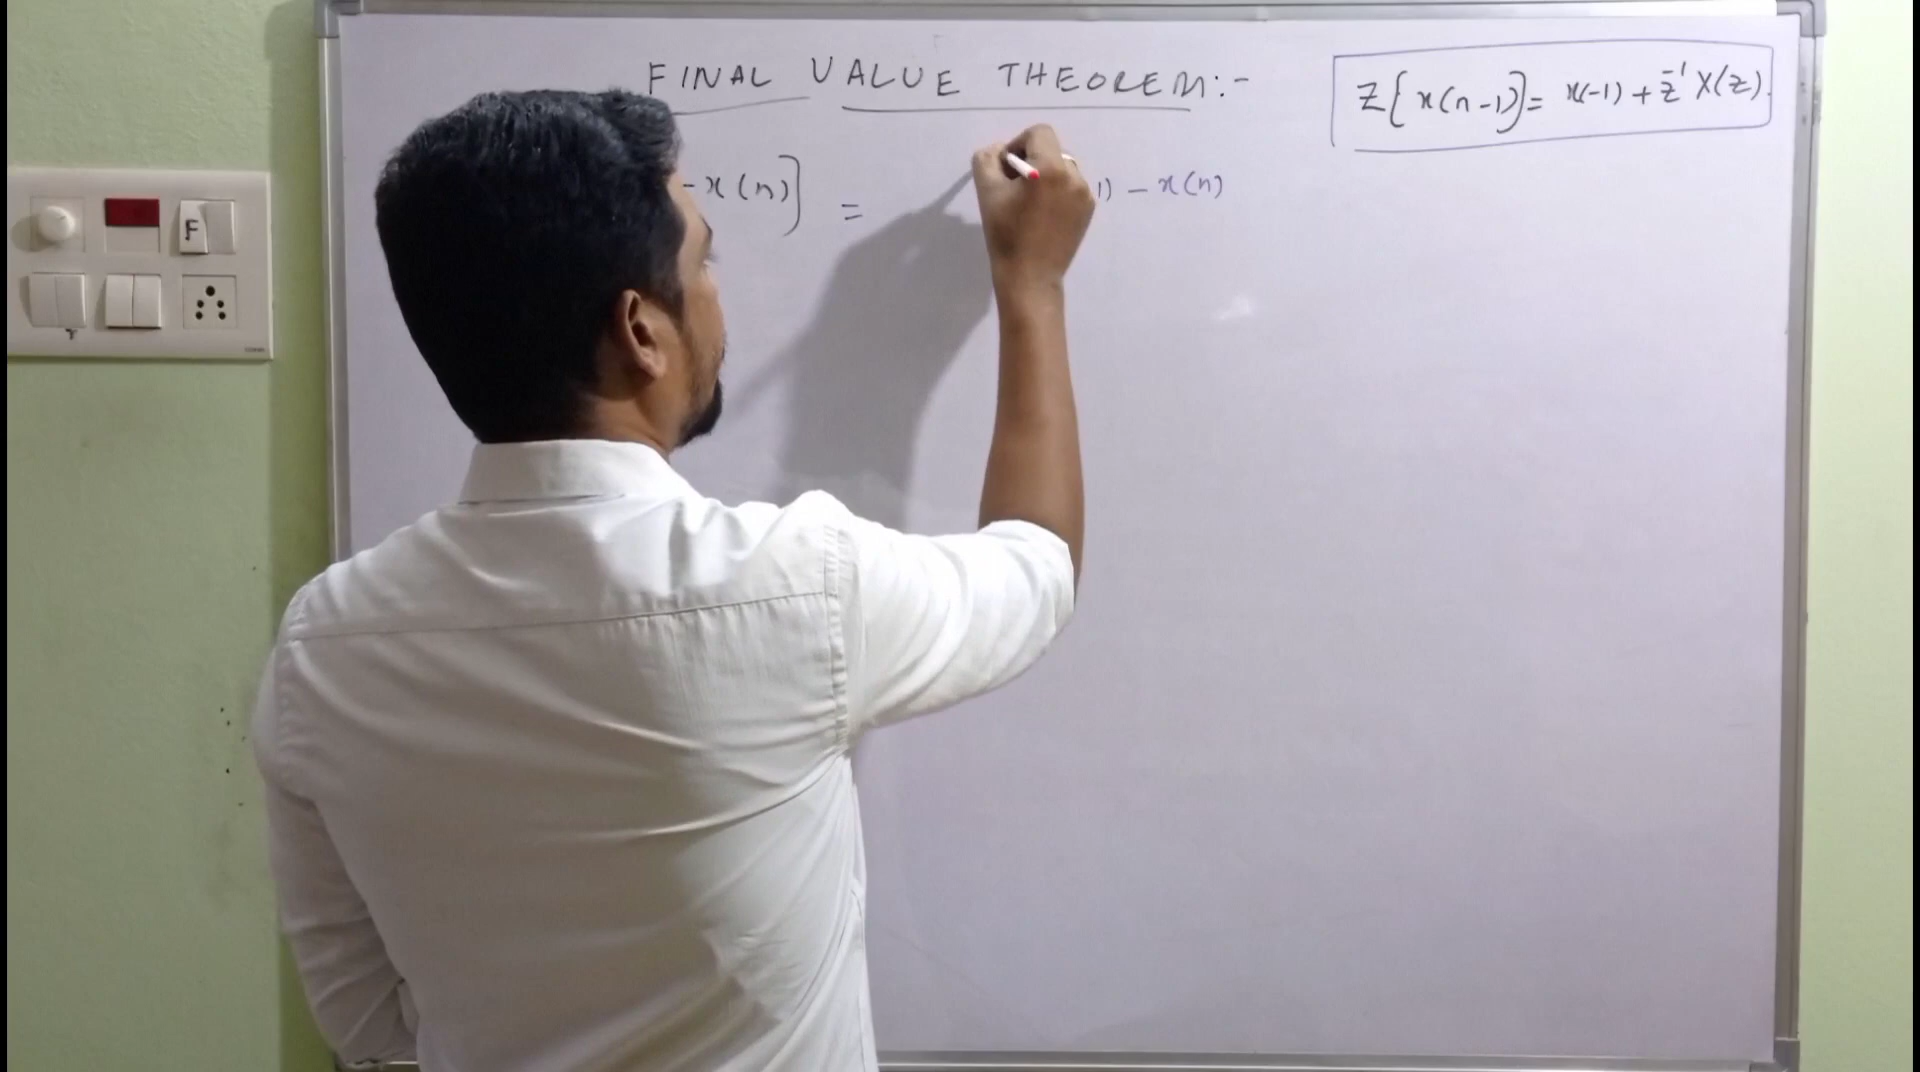 FINAL VALUE THEOREM:-
Z{x(n-1)} = x(-1) + z⁻¹ X(z).
- x(n)] = 1) - x(n)
F